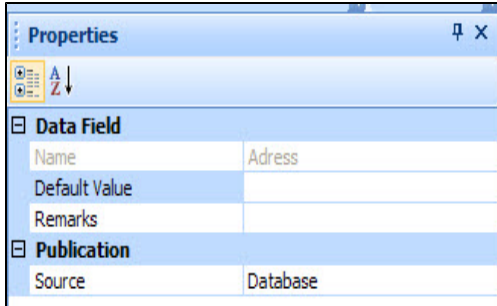 Properties
A
Z
Data Field
Name Adress
Default Value
Remarks
Publication
Source Database